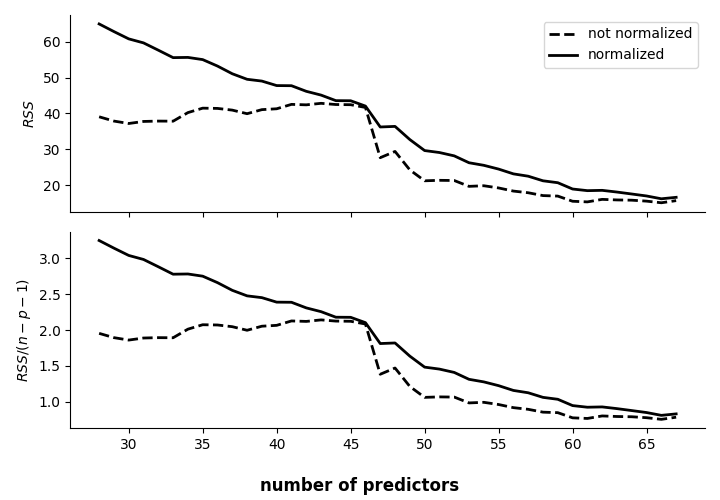 RSS
60
50
40
30
20
not normalized
normalized
RSS/(n − p − 1)
3.0
2.5
2.0
1.5
1.0
30 35 40 45 50 55 60 65
number of predictors